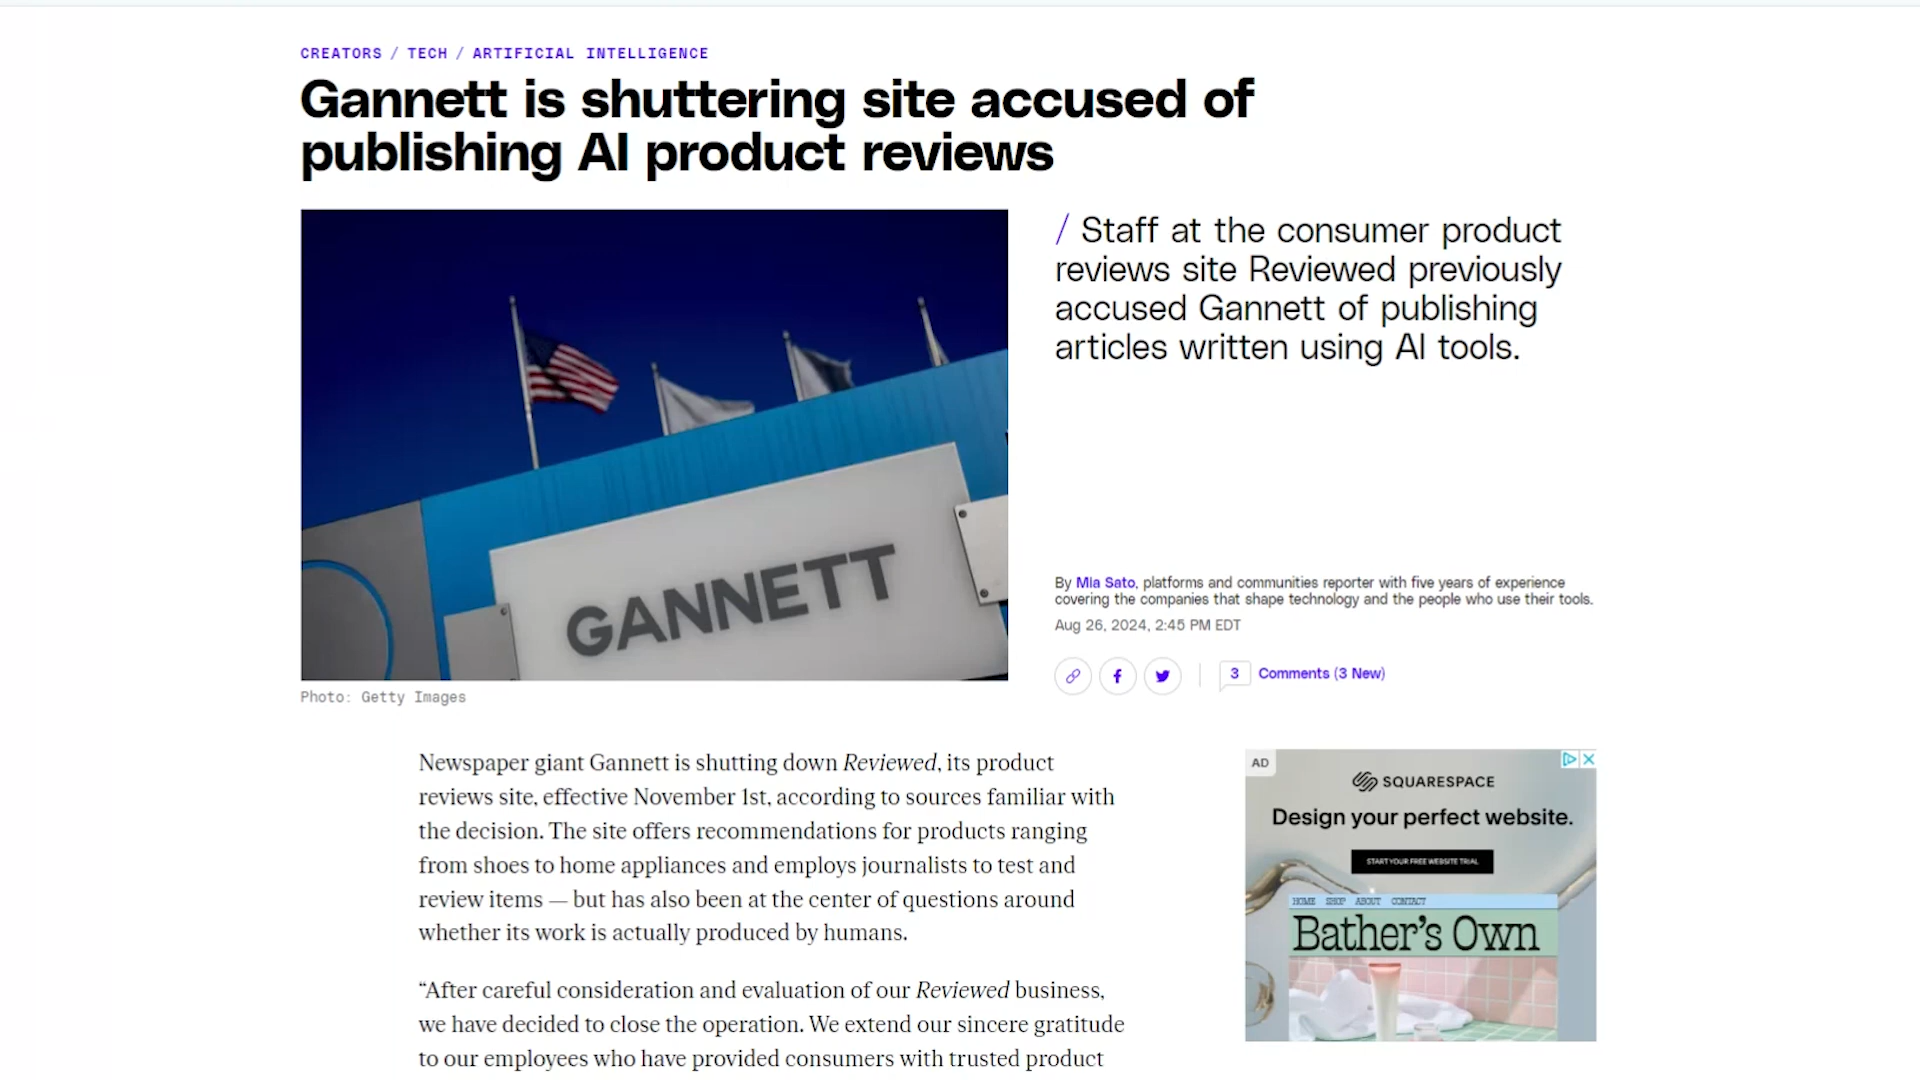 CREATORS / TECH / ARTIFICIAL INTELLIGENCE
Gannett is shuttering site accused of
publishing AI product reviews
GANNETT
Photo: Getty Images
/ Staff at the consumer product
reviews site Reviewed previously
accused Gannett of publishing
articles written using AI tools.
By Mia Sato, platforms and communities reporter with five years of experience
covering the companies that shape technology and the people who use their tools.
Aug 26, 2024, 2:45 PM EDT
3 Comments (3 New)
Newspaper giant Gannett is shutting down Reviewed, its product
reviews site, effective November 1st, according to sources familiar with
the decision. The site offers recommendations for products ranging
from shoes to home appliances and employs journalists to test and
review items — but has also been at the center of questions around
whether its work is actually produced by humans.
“After careful consideration and evaluation of our Reviewed business,
we have decided to close the operation. We extend our sincere gratitude
to our employees who have provided consumers with trusted product
AD
SQUARESPACE
Design your perfect website.
START YOUR FREE WEBSITE TRIAL
HOME SHOP ABOUT CONTACT
Bather's Own